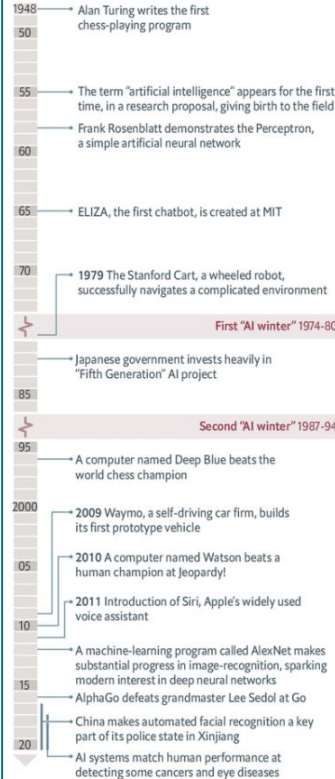 1948 Alan Turing writes the first
chess-playing program
50
55 The term "artificial intelligence" appears for the first
time, in a research proposal, giving birth to the field
Frank Rosenblatt demonstrates the Perceptron,
a simple artificial neural network
60
65 ELIZA, the first chatbot, is created at MIT
70
1979 The Stanford Cart, a wheeled robot,
successfully navigates a complicated environment
First "AI winter" 1974-80
Japanese government invests heavily in
"Fifth Generation" AI project
85
Second "AI winter" 1987-94
95
A computer named Deep Blue beats the
world chess champion
2000
2009 Waymo, a self-driving car firm, builds
its first prototype vehicle
05
2010 A computer named Watson beats a
human champion at Jeopardy!
2011 Introduction of Siri, Apple's widely used
voice assistant
10
A machine-learning program called AlexNet makes
substantial progress in image-recognition, sparking
modern interest in deep neural networks
15
AlphaGo defeats grandmaster Lee Sedol at Go
China makes automated facial recognition a key
part of its police state in Xinjiang
20
AI systems match human performance at
detecting some cancers and eye diseases